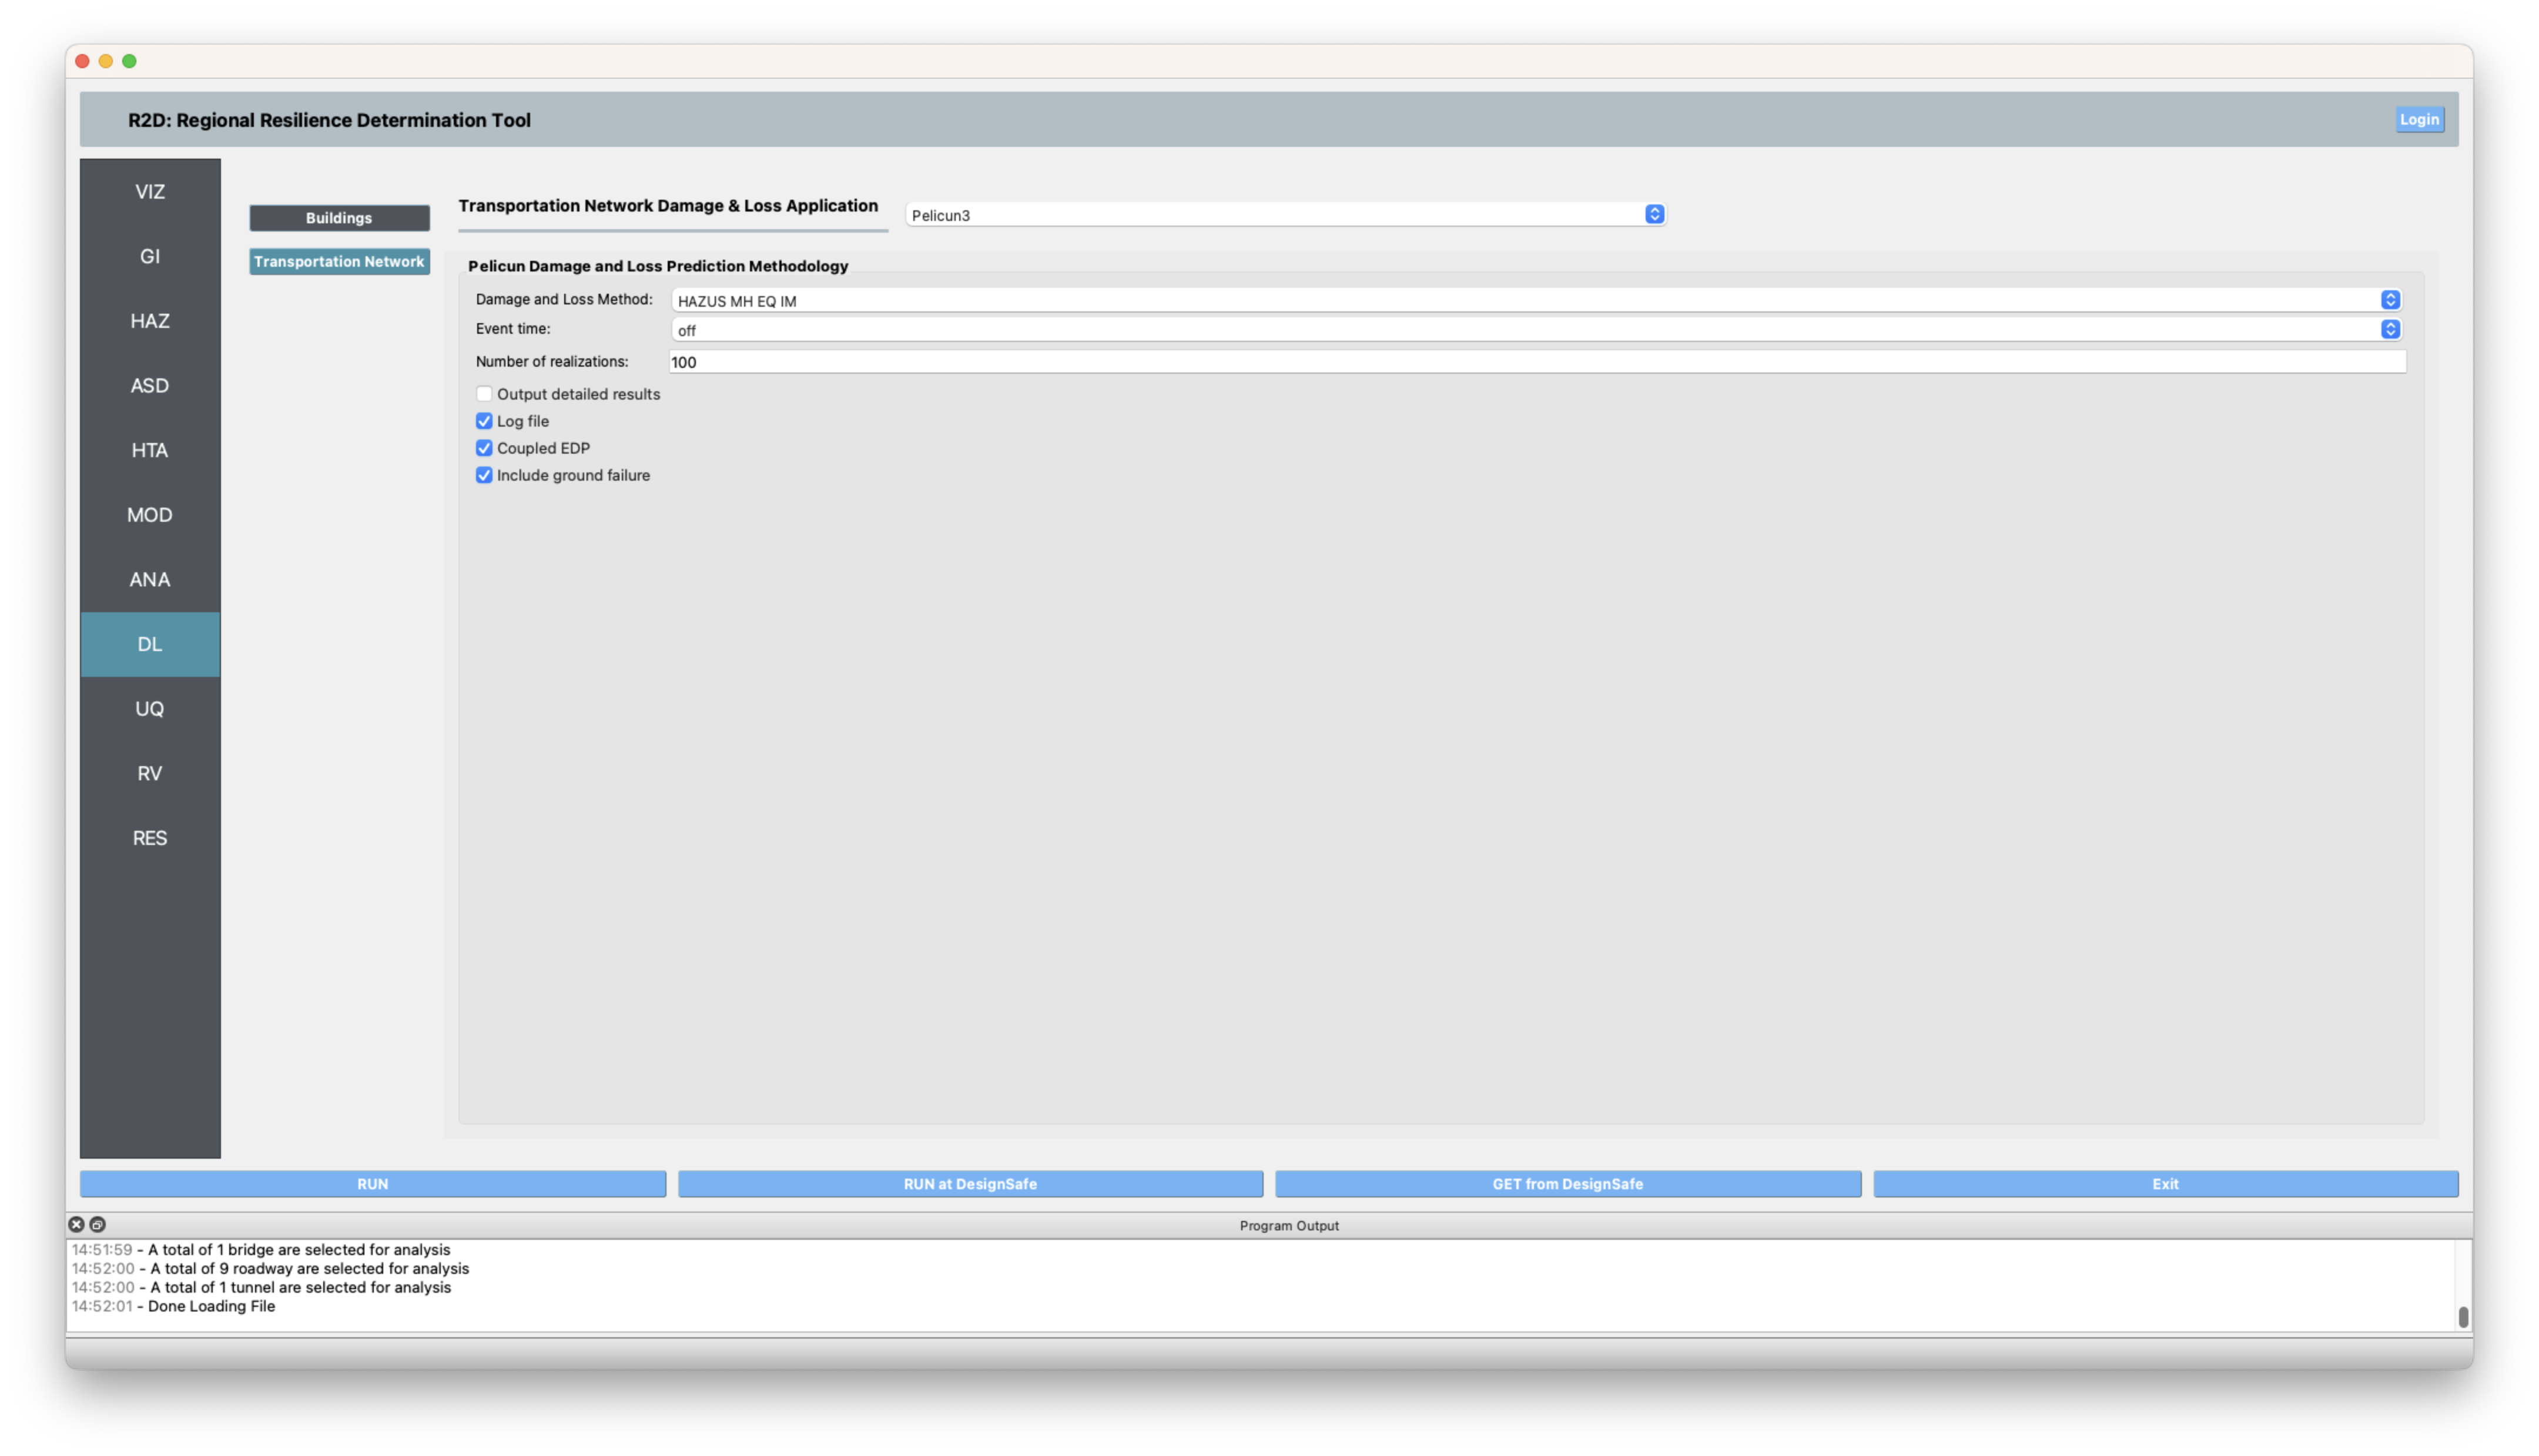 R2D: Regional Resilience Determination Tool
Login
VIZ
GI
HAZ
ASD
HTA
MOD
ANA
DL
UQ
RV
RES
Buildings
Transportation Network
Transportation Network Damage & Loss Application
Pelicun3
Pelicun Damage and Loss Prediction Methodology
Damage and Loss Method: HAZUS MH EQ IM
Event time: off
Number of realizations: 100
Output detailed results
Log file
Coupled EDP
Include ground failure
RUN
RUN at DesignSafe
GET from DesignSafe
Exit
Program Output
14:51:59 - A total of 1 bridge are selected for analysis
14:52:00 - A total of 9 roadway are selected for analysis
14:52:00 - A total of 1 tunnel are selected for analysis
14:52:01 - Done Loading File